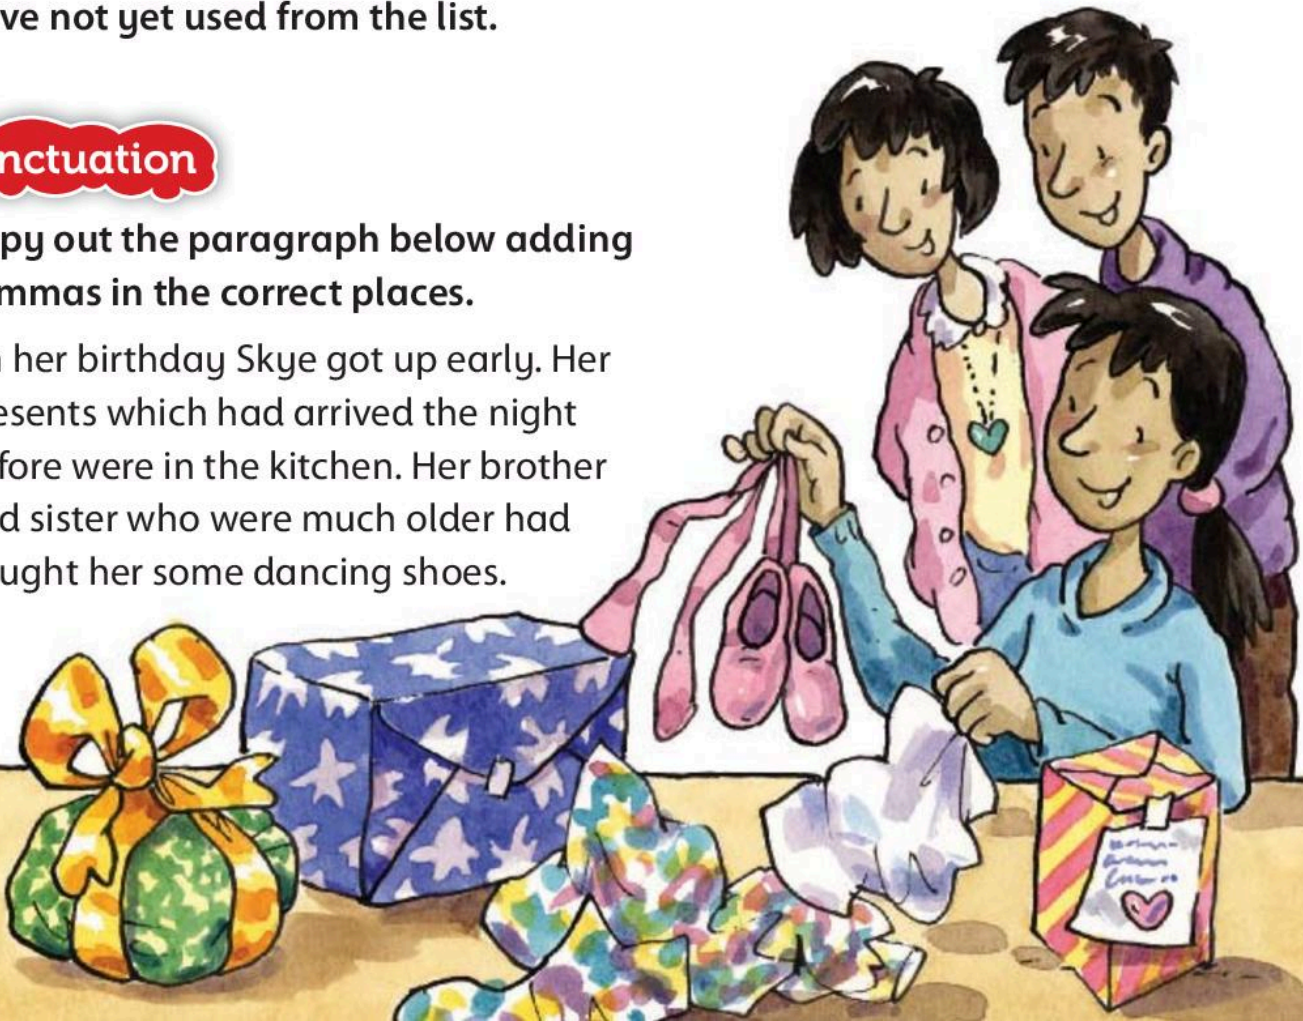 ve not yet used from the list.
nctuation
py out the paragraph below adding
mmas in the correct places.
her birthday Skye got up early. Her
esents which had arrived the night
fore were in the kitchen. Her brother
d sister who were much older had
ught her some dancing shoes.